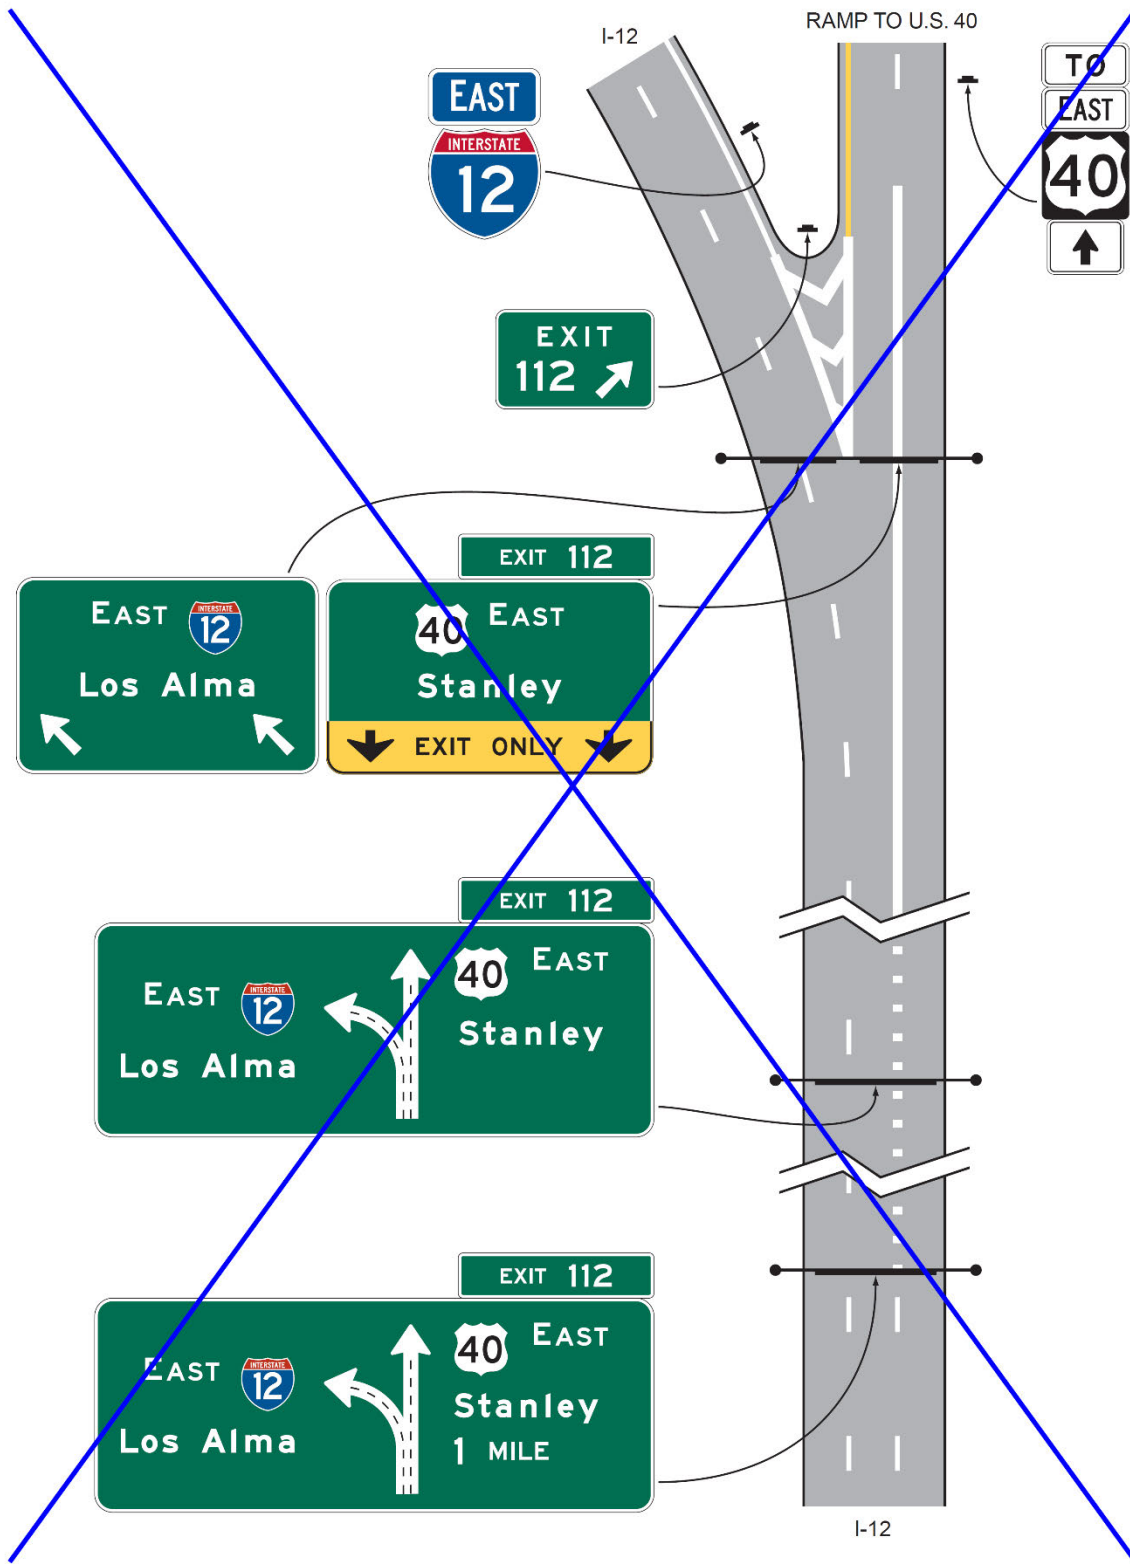 I-12
RAMP TO U.S. 40
EAST
INTERSTATE
12
TO
EAST
40
EXIT
112
EXIT 112
EAST INTERSTATE 12
Los Alma
40 EAST
Stanley
EXIT ONLY
EXIT 112
EAST INTERSTATE 12
Los Alma
40 EAST
Stanley
EXIT 112
EAST INTERSTATE 12
Los Alma
40 EAST
Stanley
1 MILE
I-12